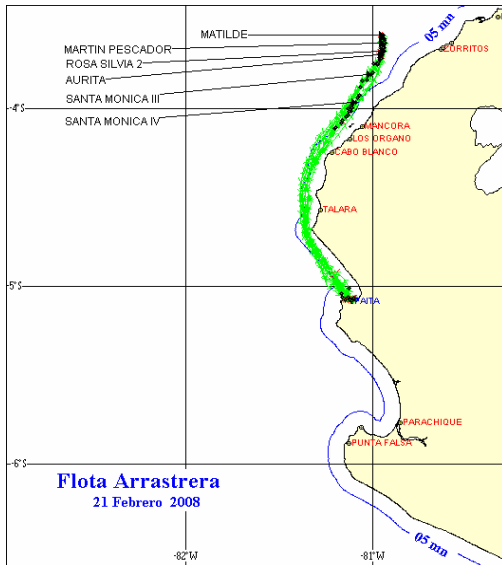 MATILDE
MARTIN PESCADOR
ROSA SILVIA 2
AURITA
SANTA MONICA III
SANTA MONICA IV
05 mn
-4°S
MANCORA
LOS ORGANO
CABO BLANCO
TALARA
-5°S
PAITA
PARACHIQUE
PUNTA FALSA
-6°S
Flota Arrastrera
21 Febrero 2008
05 mn
-82°W
-81°W